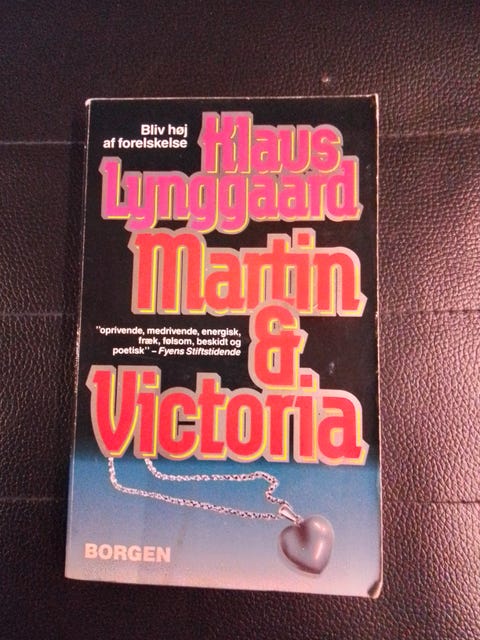 Bliv høj
af forelskelse
Klaus
Lynggaard
Martin
&
Victoria
"oprivende, medrivende, energisk,
fræk, følsom, beskidt og
poetisk" – Fyens Stiftstidende
BORGEN